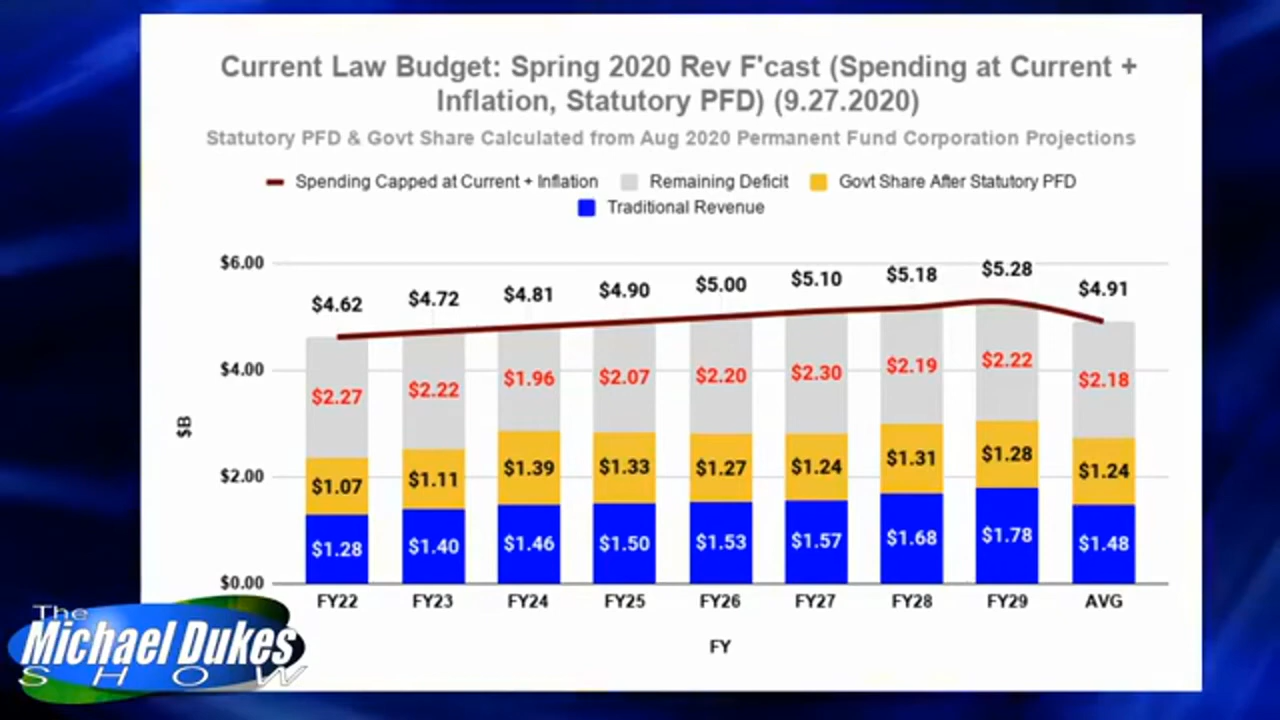 Current Law Budget: Spring 2020 Rev F'cast (Spending at Current +
Inflation, Statutory PFD) (9.27.2020)
Statutory PFD & Govt Share Calculated from Aug 2020 Permanent Fund Corporation Projections
Spending Capped at Current + Inflation Remaining Deficit Govt Share After Statutory PFD
Traditional Revenue
$6.00
$4.62 $4.72 $4.81 $4.90 $5.00 $5.10 $5.18 $5.28 $4.91
$4.00
$2.27 $2.22 $1.96 $2.07 $2.20 $2.30 $2.19 $2.22 $2.18
$B
$2.00
$1.07 $1.11 $1.39 $1.33 $1.27 $1.24 $1.31 $1.28 $1.24
$1.28 $1.40 $1.46 $1.50 $1.53 $1.57 $1.68 $1.78 $1.48
$0.00
FY22 FY23 FY24 FY25 FY26 FY27 FY28 FY29 AVG
FY
The
Michael Dukes
SHOW